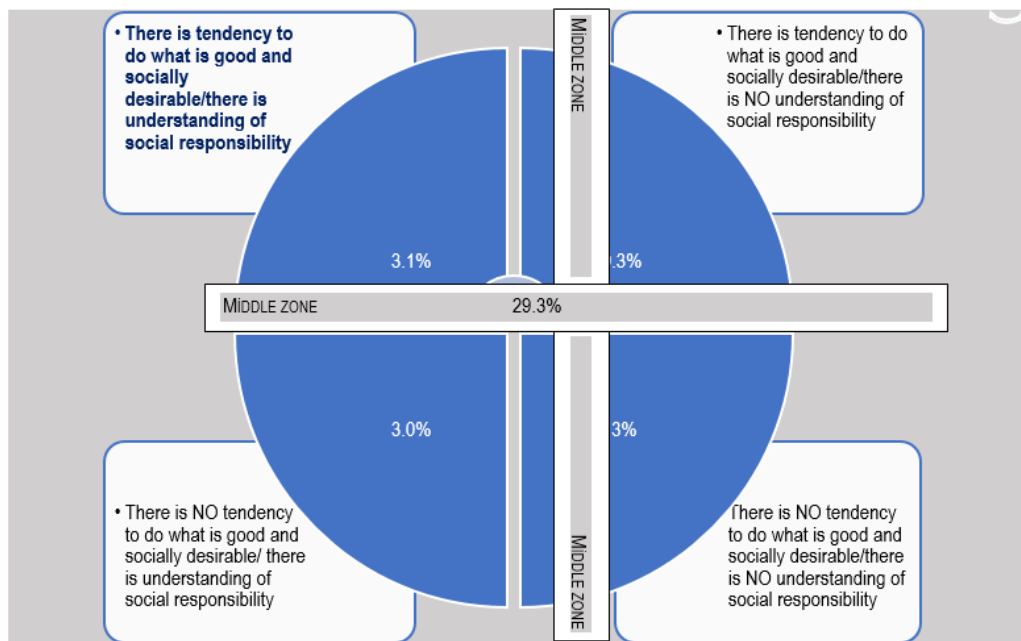 • There is tendency to
do what is good and
socially
desirable/there is
understanding of
social responsibility
MIDDLE ZONE
• There is tendency to do
what is good and
socially desirable/there
is NO understanding of
social responsibility
3.1%
.3%
MIDDLE ZONE
29.3%
3.0%
3%
• There is NO tendency
to do what is good and
socially desirable/ there
is understanding of
social responsibility
MIDDLE ZONE
There is NO tendency
to do what is good and
socially desirable/there
is NO understanding of
social responsibility